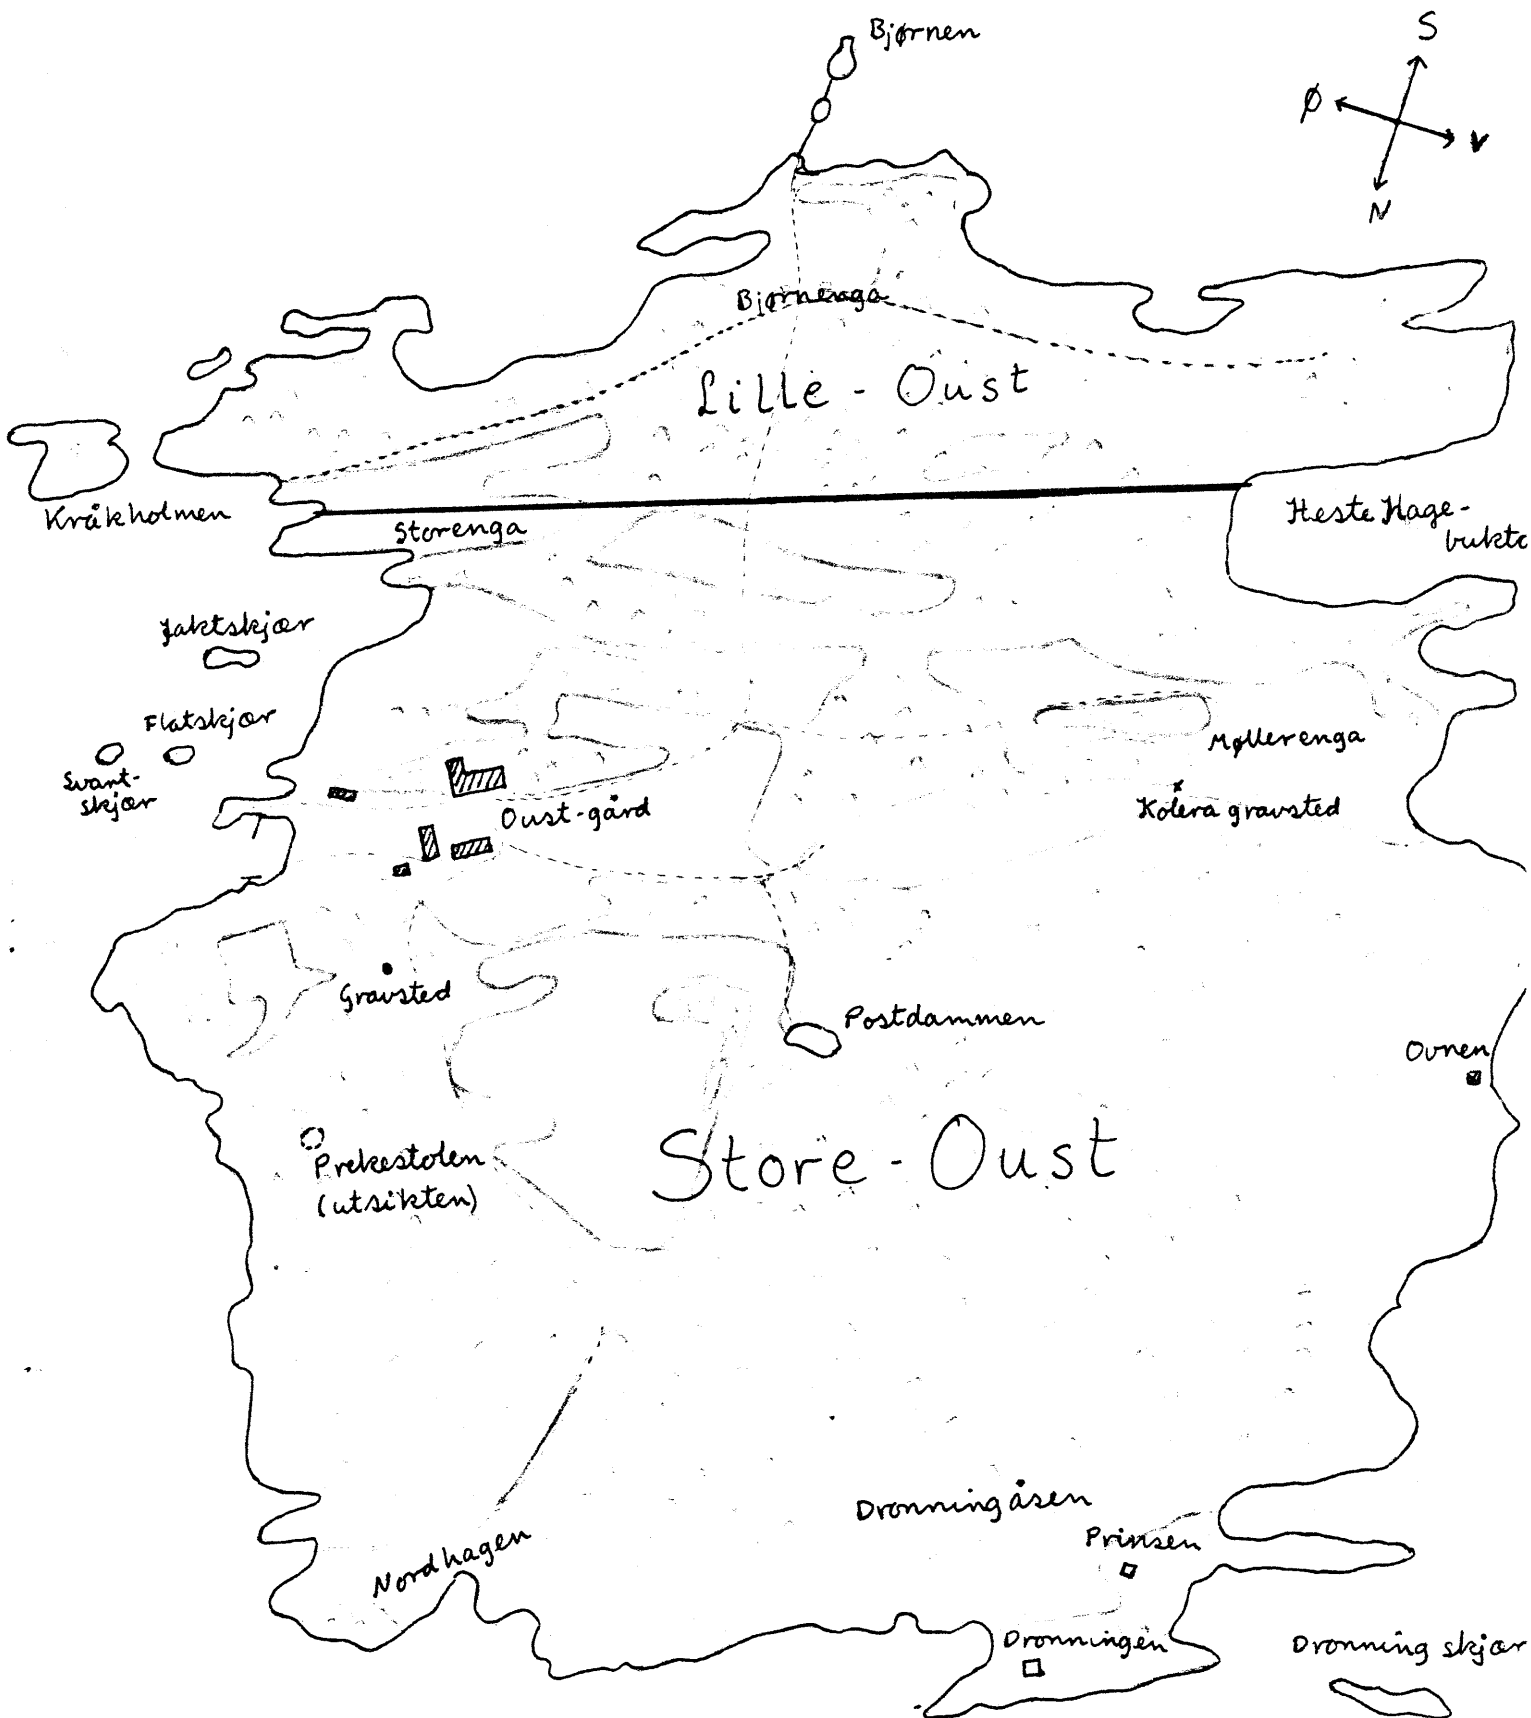 Bjørnen
S
Ø
V
N
Bjørnenga
Lille - Oust
Kråkholmen
Storenga
Heste Hage-
bukta
Jaktskjær
Flatskjær
Svart-
skjær
Møllerenga
Kolera gravsted
Oust-gård
Gravsted
Postdammen
Ovnen
Prekestolen
(utsikten)
Store - Oust
Dronningåsen
Prinsen
Nordhagen
Dronningen
Dronning skjær